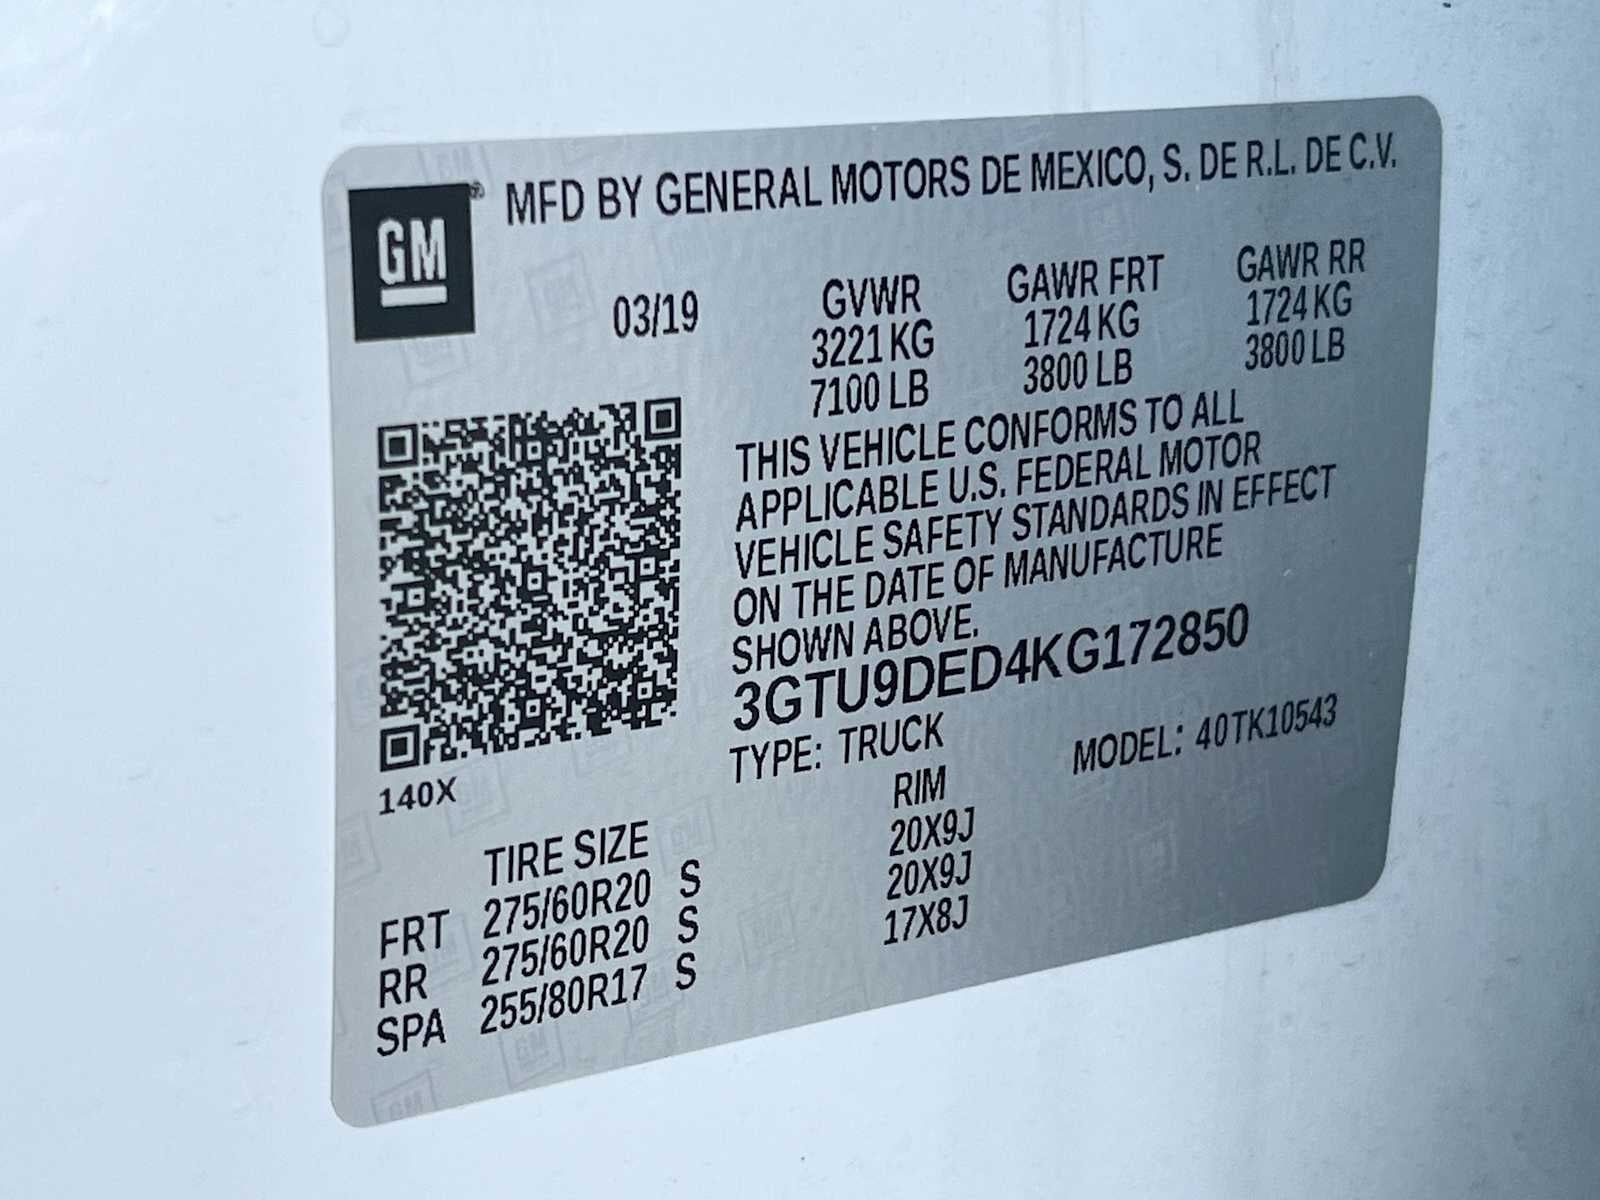 GM® MFD BY GENERAL MOTORS DE MEXICO, S. DE R.L. DE C.V.
03/19 GVWR GAWR FRT GAWR RR
3221 KG 1724 KG 1724 KG
7100 LB 3800 LB 3800 LB
THIS VEHICLE CONFORMS TO ALL
APPLICABLE U.S. FEDERAL MOTOR
VEHICLE SAFETY STANDARDS IN EFFECT
ON THE DATE OF MANUFACTURE
SHOWN ABOVE.
3GTU9DED4KG172850
TYPE: TRUCK MODEL: 40TK10543
140X
TIRE SIZE RIM
FRT 275/60R20 S 20X9J
RR 275/60R20 S 20X9J
SPA 255/80R17 S 17X8J